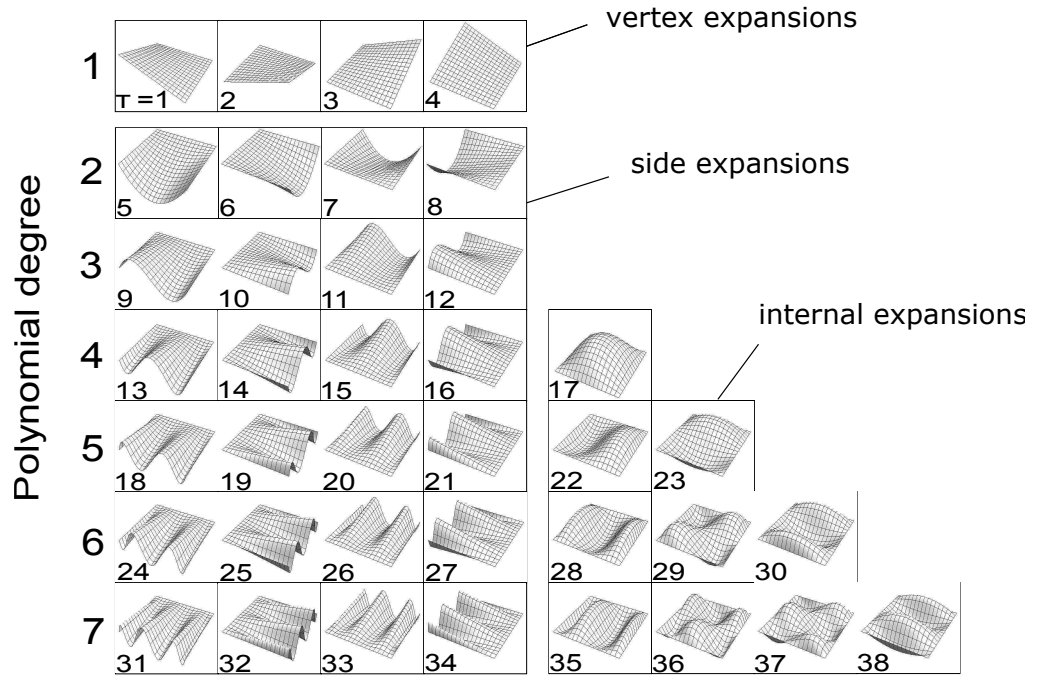 vertex expansions
1
τ =1 2 3 4
side expansions
2
5 6 7 8
Polynomial degree
3
9 10 11 12
internal expansions
4
13 14 15 16 17
5
18 19 20 21 22 23
6
24 25 26 27 28 29 30
7
31 32 33 34 35 36 37 38